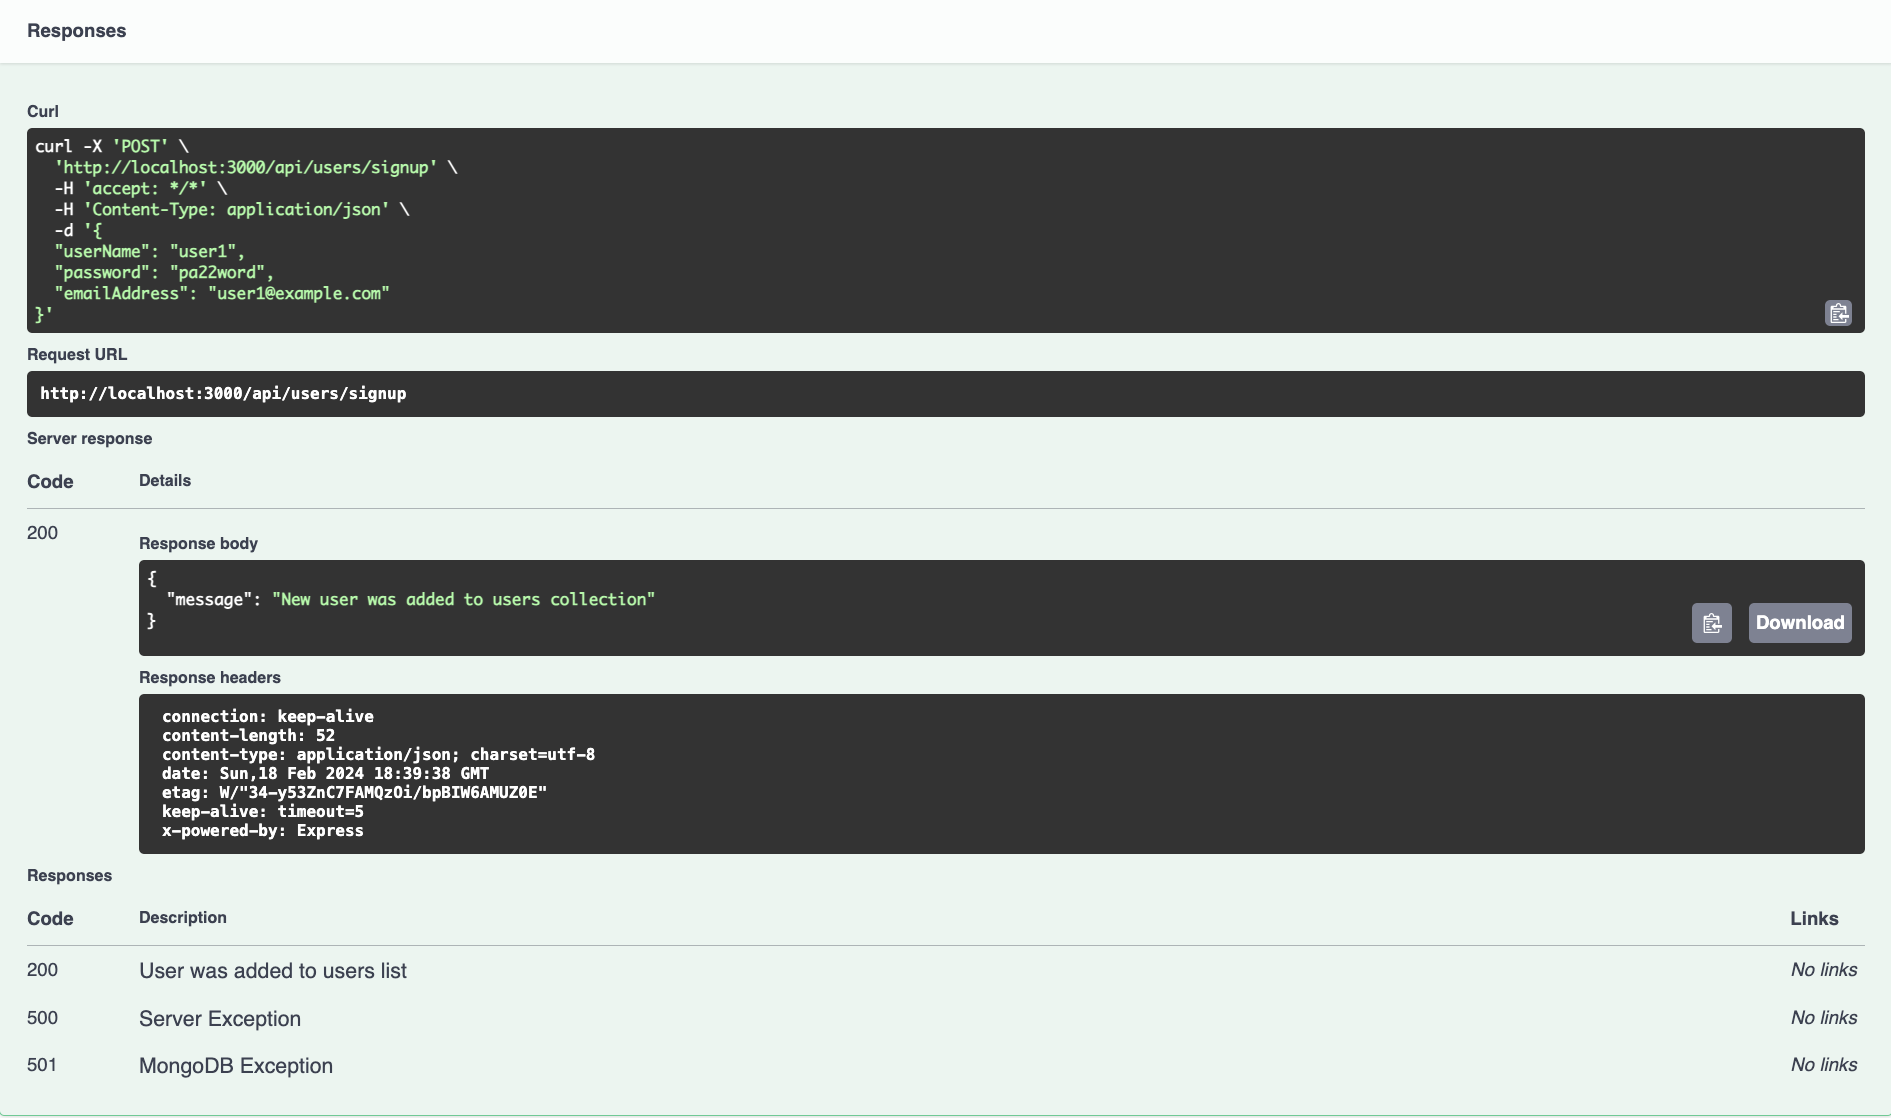 Responses
Curl
curl -X 'POST' \
  'http://localhost:3000/api/users/signup' \
  -H 'accept: */*' \
  -H 'Content-Type: application/json' \
  -d '{
  "userName": "user1",
  "password": "pa22word",
  "emailAddress": "user1@example.com"
}'
Request URL
http://localhost:3000/api/users/signup
Server response
Code Details
200
Response body
{
  "message": "New user was added to users collection"
}
Download
Response headers
connection: keep-alive
content-length: 52
content-type: application/json; charset=utf-8
date: Sun,18 Feb 2024 18:39:38 GMT
etag: W/"34-y53ZnC7FAMQzOi/bpBIW6AMUZ0E"
keep-alive: timeout=5
x-powered-by: Express
Responses
Code Description Links
200 User was added to users list No links
500 Server Exception No links
501 MongoDB Exception No links